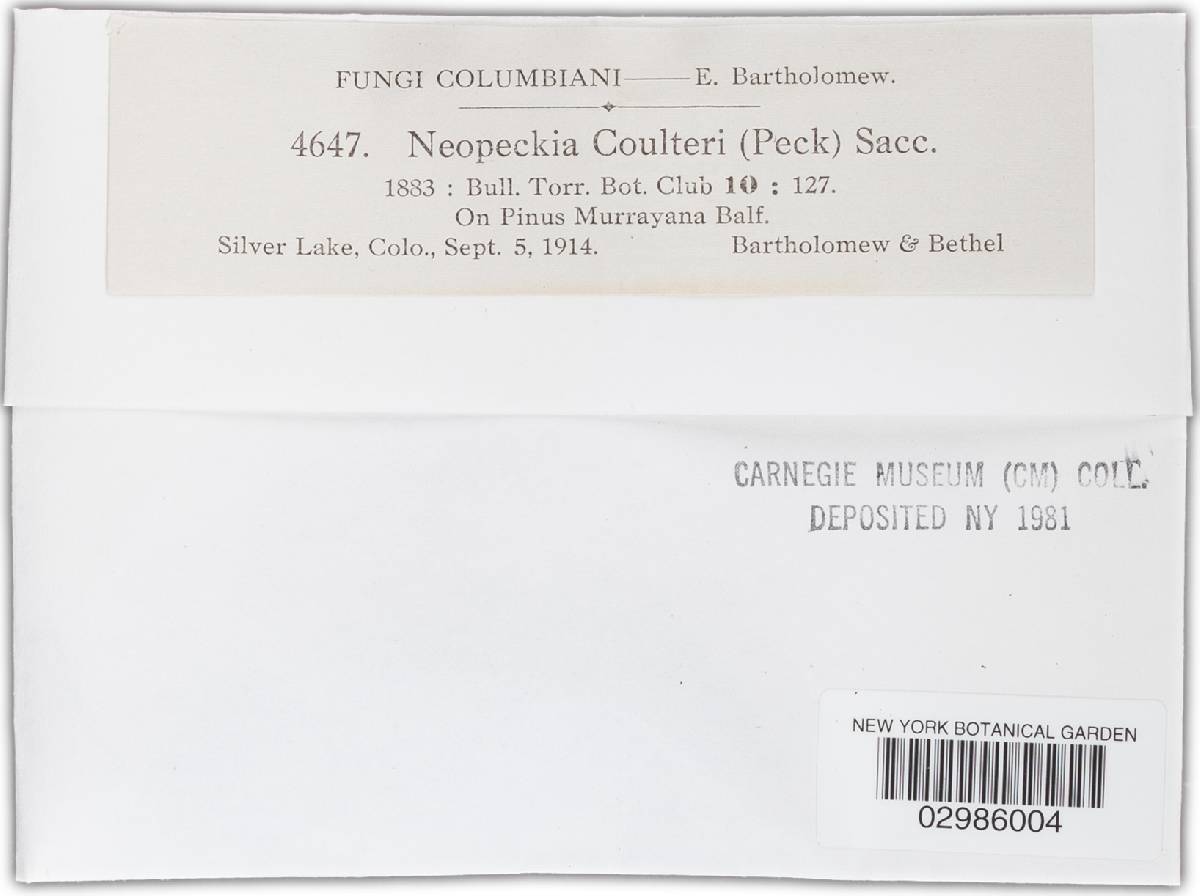 FUNGI COLUMBIANI——E. Bartholomew.
4647. Neopeckia Coulteri (Peck) Sacc.
1883 : Bull. Torr. Bot. Club 10 : 127.
On Pinus Murrayana Balf.
Silver Lake, Colo., Sept. 5, 1914. Bartholomew & Bethel
CARNEGIE MUSEUM (CM) COLL.
DEPOSITED NY 1981
NEW YORK BOTANICAL GARDEN
02986004